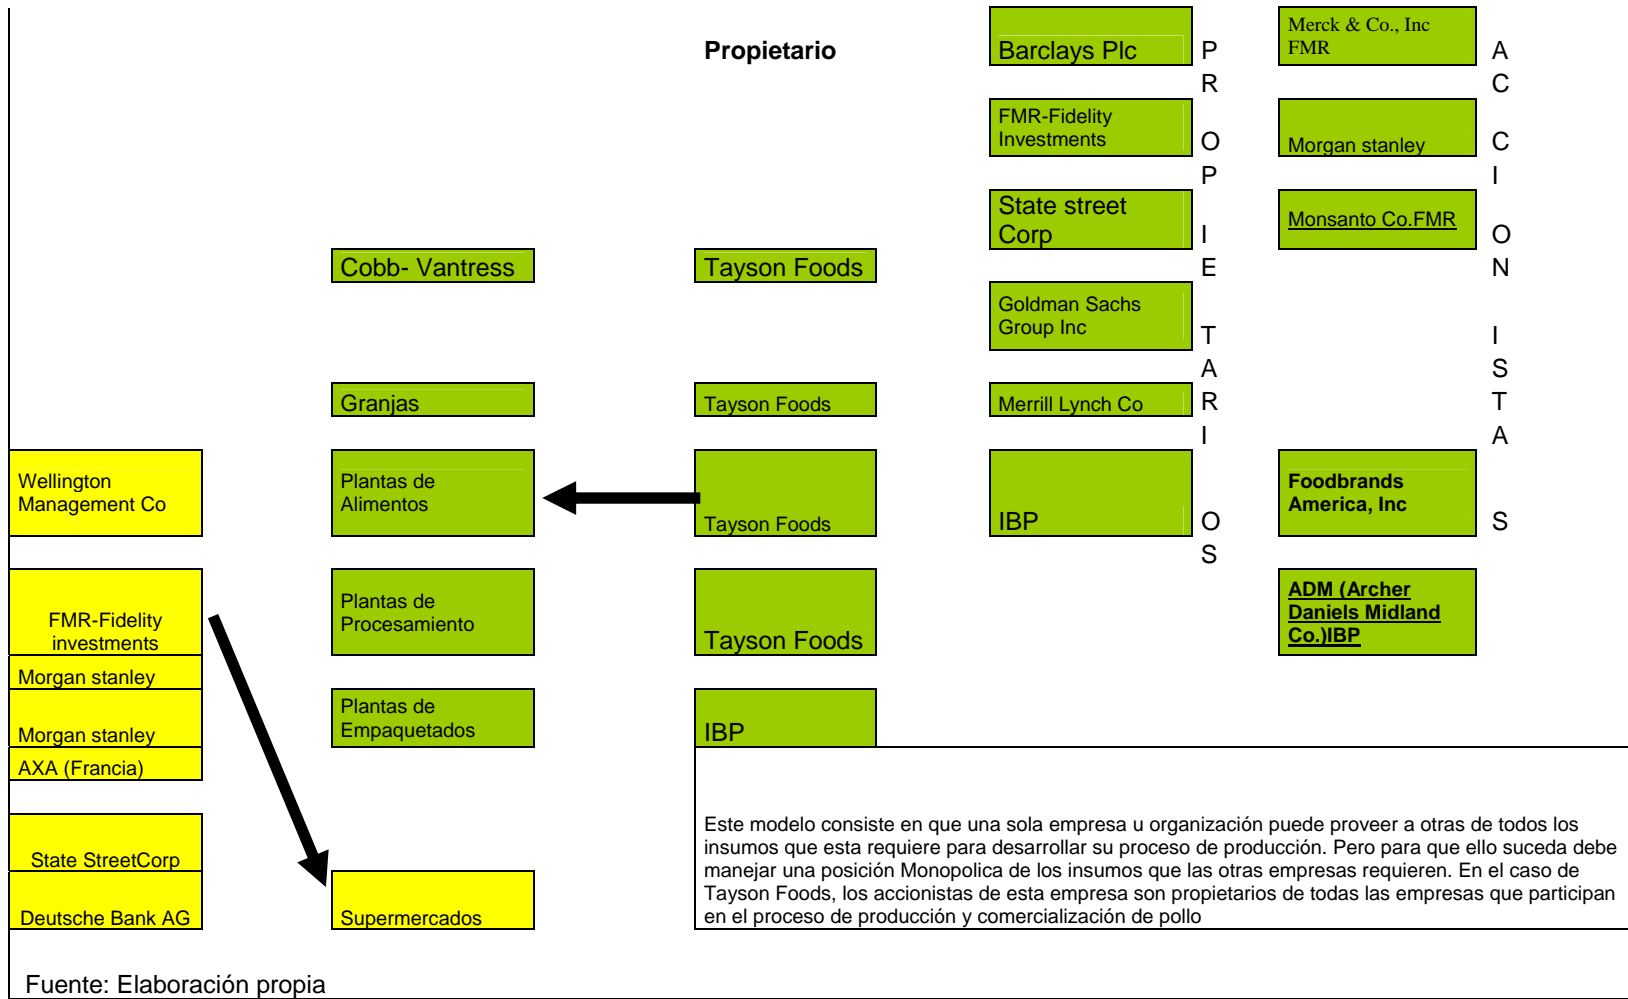 Propietario
Barclays Plc
Merck & Co., Inc
FMR
FMR-Fidelity
Investments
Morgan stanley
State street
Corp
Monsanto Co.FMR
P
R
O
P
I
E
T
A
R
I
O
S
A
C
C
I
O
N
I
S
T
A
S
Cobb- Vantress
Tayson Foods
Goldman Sachs
Group Inc
Granjas
Tayson Foods
Merrill Lynch Co
Wellington
Management Co
Plantas de
Alimentos
Tayson Foods
IBP
Foodbrands
America, Inc
FMR-Fidelity
investments
Plantas de
Procesamiento
Tayson Foods
ADM (Archer
Daniels Midland
Co.)IBP
Morgan stanley
Morgan stanley
Plantas de
Empaquetados
IBP
AXA (Francia)
State StreetCorp
Deutsche Bank AG
Supermercados
Este modelo consiste en que una sola empresa u organización puede proveer a otras de todos los
insumos que esta requiere para desarrollar su proceso de producción. Pero para que ello suceda debe
manejar una posición Monopolica de los insumos que las otras empresas requieren. En el caso de
Tayson Foods, los accionistas de esta empresa son propietarios de todas las empresas que participan
en el proceso de producción y comercialización de pollo
Fuente: Elaboración propia